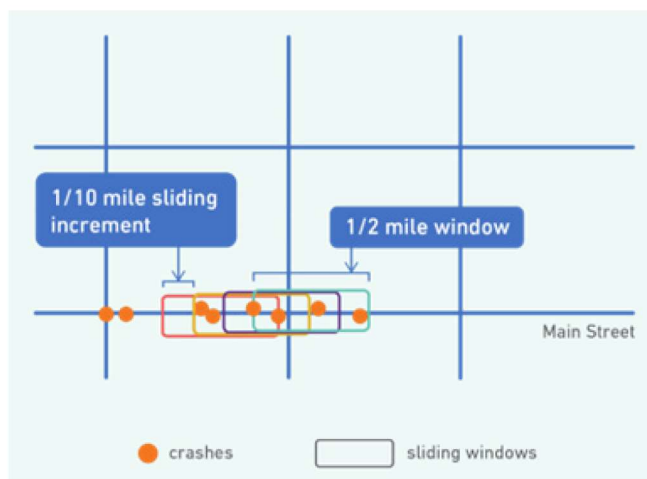 1/10 mile sliding
increment
1/2 mile window
Main Street
crashes
sliding windows